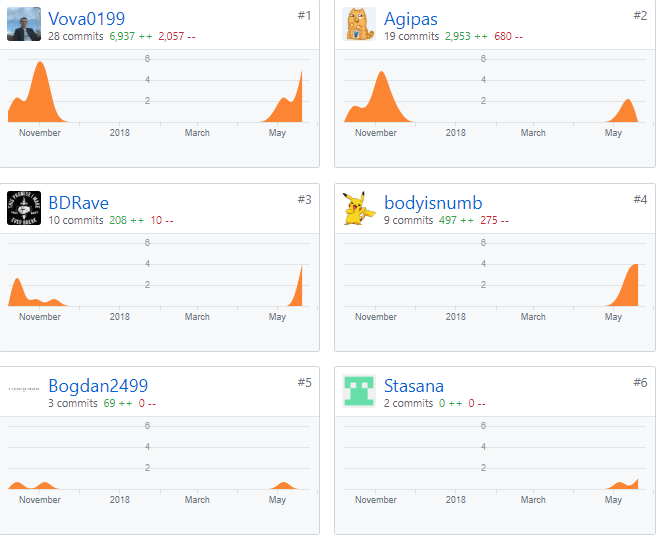 Vova0199 #1
28 commits 6,937 ++ 2,057 --
6
4
2
November 2018 March May
Agipas #2
19 commits 2,953 ++ 680 --
6
4
2
November 2018 March May
BDRave #3
10 commits 208 ++ 10 --
6
4
2
November 2018 March May
bodyisnumb #4
9 commits 497 ++ 275 --
6
4
2
November 2018 March May
Bogdan2499 #5
3 commits 69 ++ 0 --
6
4
2
November 2018 March May
Stasana #6
2 commits 0 ++ 0 --
6
4
2
November 2018 March May